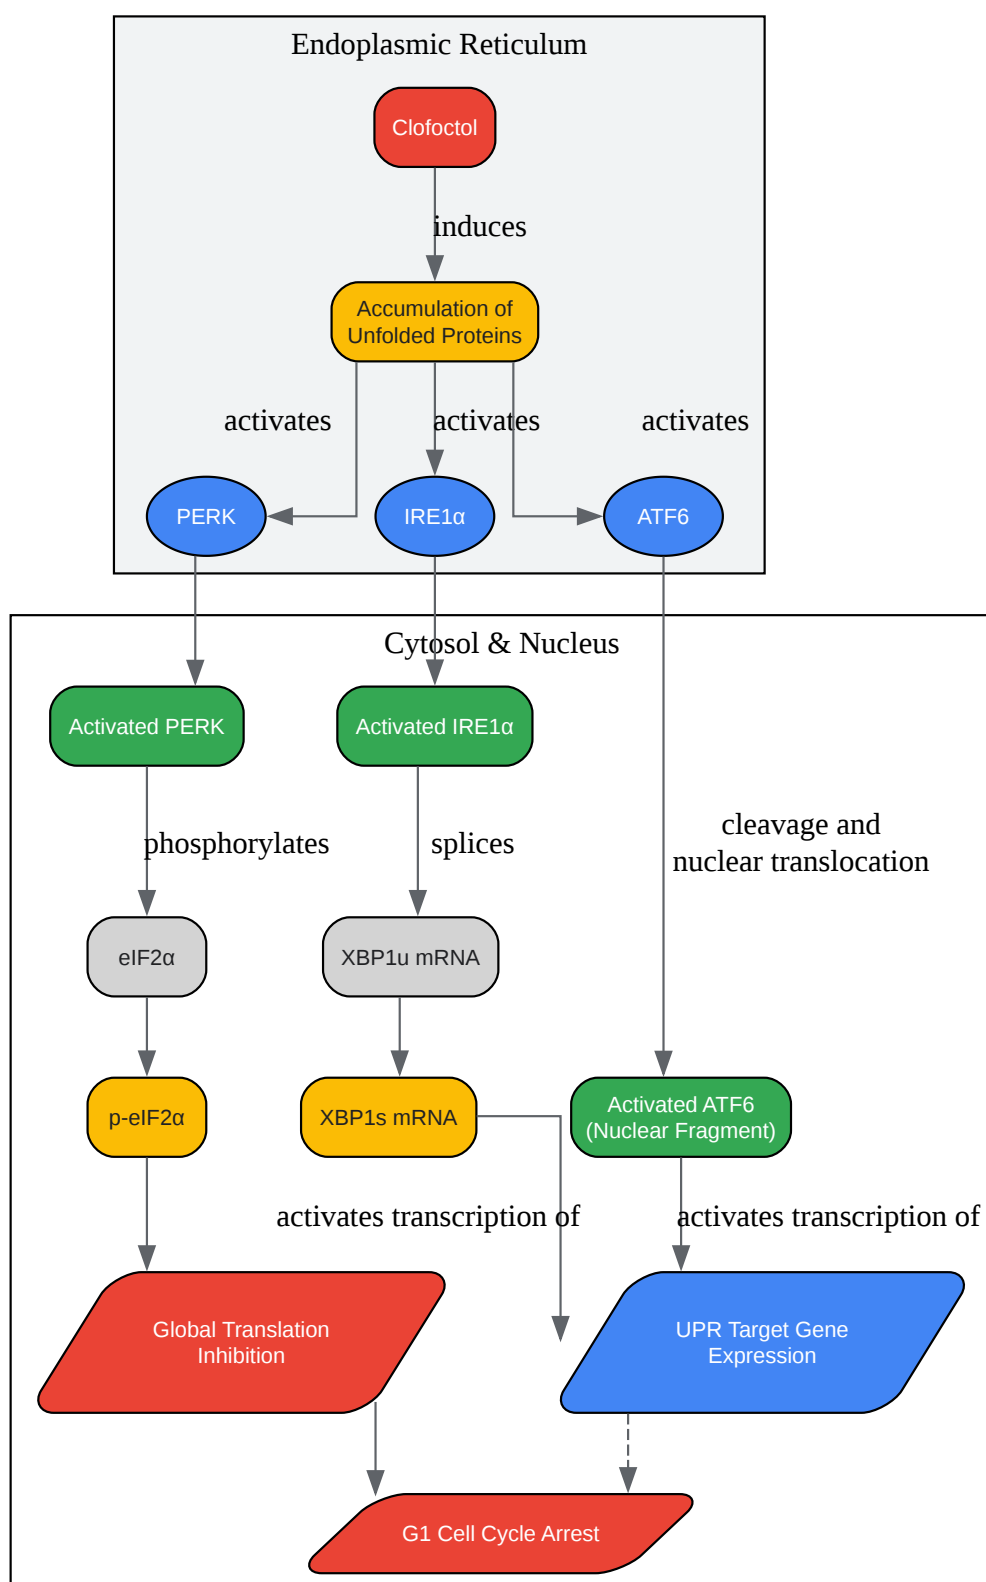 Endoplasmic Reticulum
Clofoctol
induces
Accumulation of
Unfolded Proteins
activates
activates
activates
PERK
IRE1α
ATF6
Cytosol & Nucleus
Activated PERK
Activated IRE1α
phosphorylates
splices
cleavage and
nuclear translocation
eIF2α
XBP1u mRNA
p-eIF2α
XBP1s mRNA
Activated ATF6
(Nuclear Fragment)
activates transcription of
activates transcription of
Global Translation
Inhibition
UPR Target Gene
Expression
G1 Cell Cycle Arrest